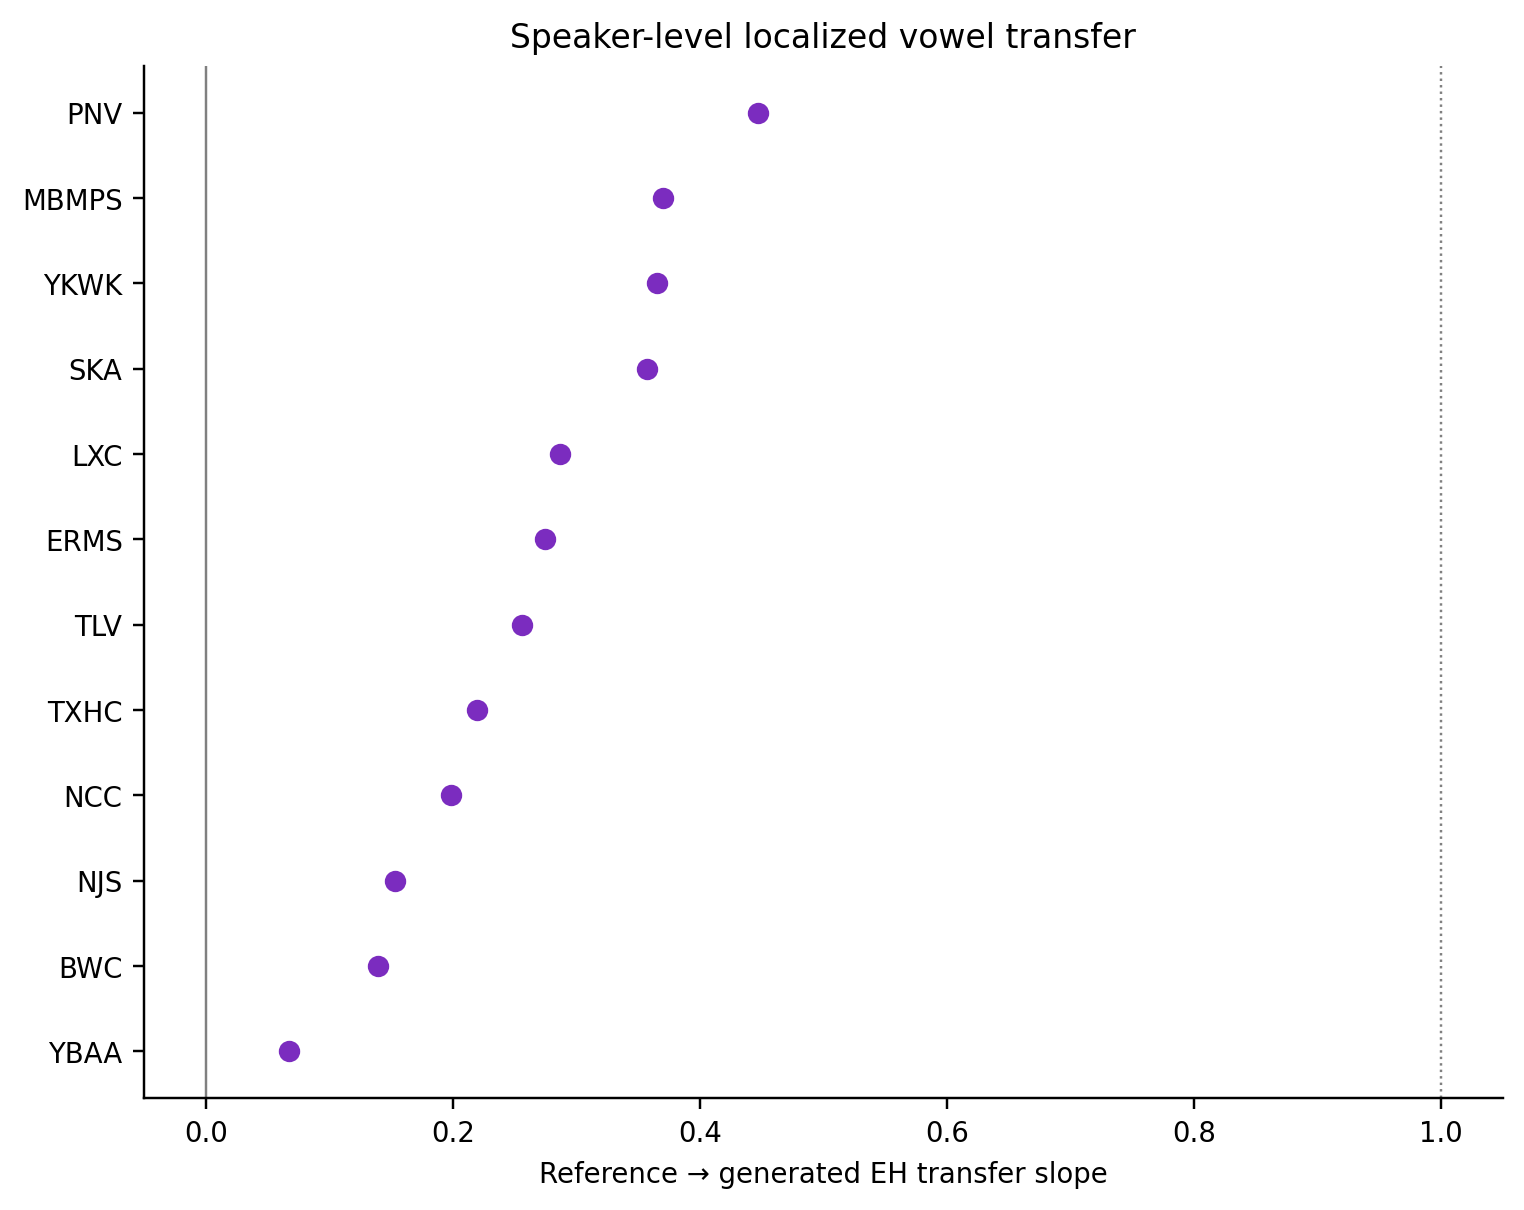 Speaker-level localized vowel transfer
PNV
MBMPS
YKWK
SKA
LXC
ERMS
TLV
TXHC
NCC
NJS
BWC
YBAA
0.0 0.2 0.4 0.6 0.8 1.0
Reference → generated EH transfer slope